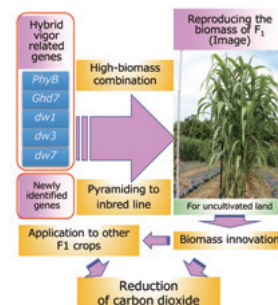 Hybrid
vigor
related
genes
PhyB
Ghd7
dw1
dw3
dw7
Newly
identified
genes
High-biomass
combination
Pyramiding to
inbred line
Reproducing the
biomass of F₁
(Image)
For uncultivated land
Application to other
F1 crops
Biomass innovation
Reduction
of carbon dioxide